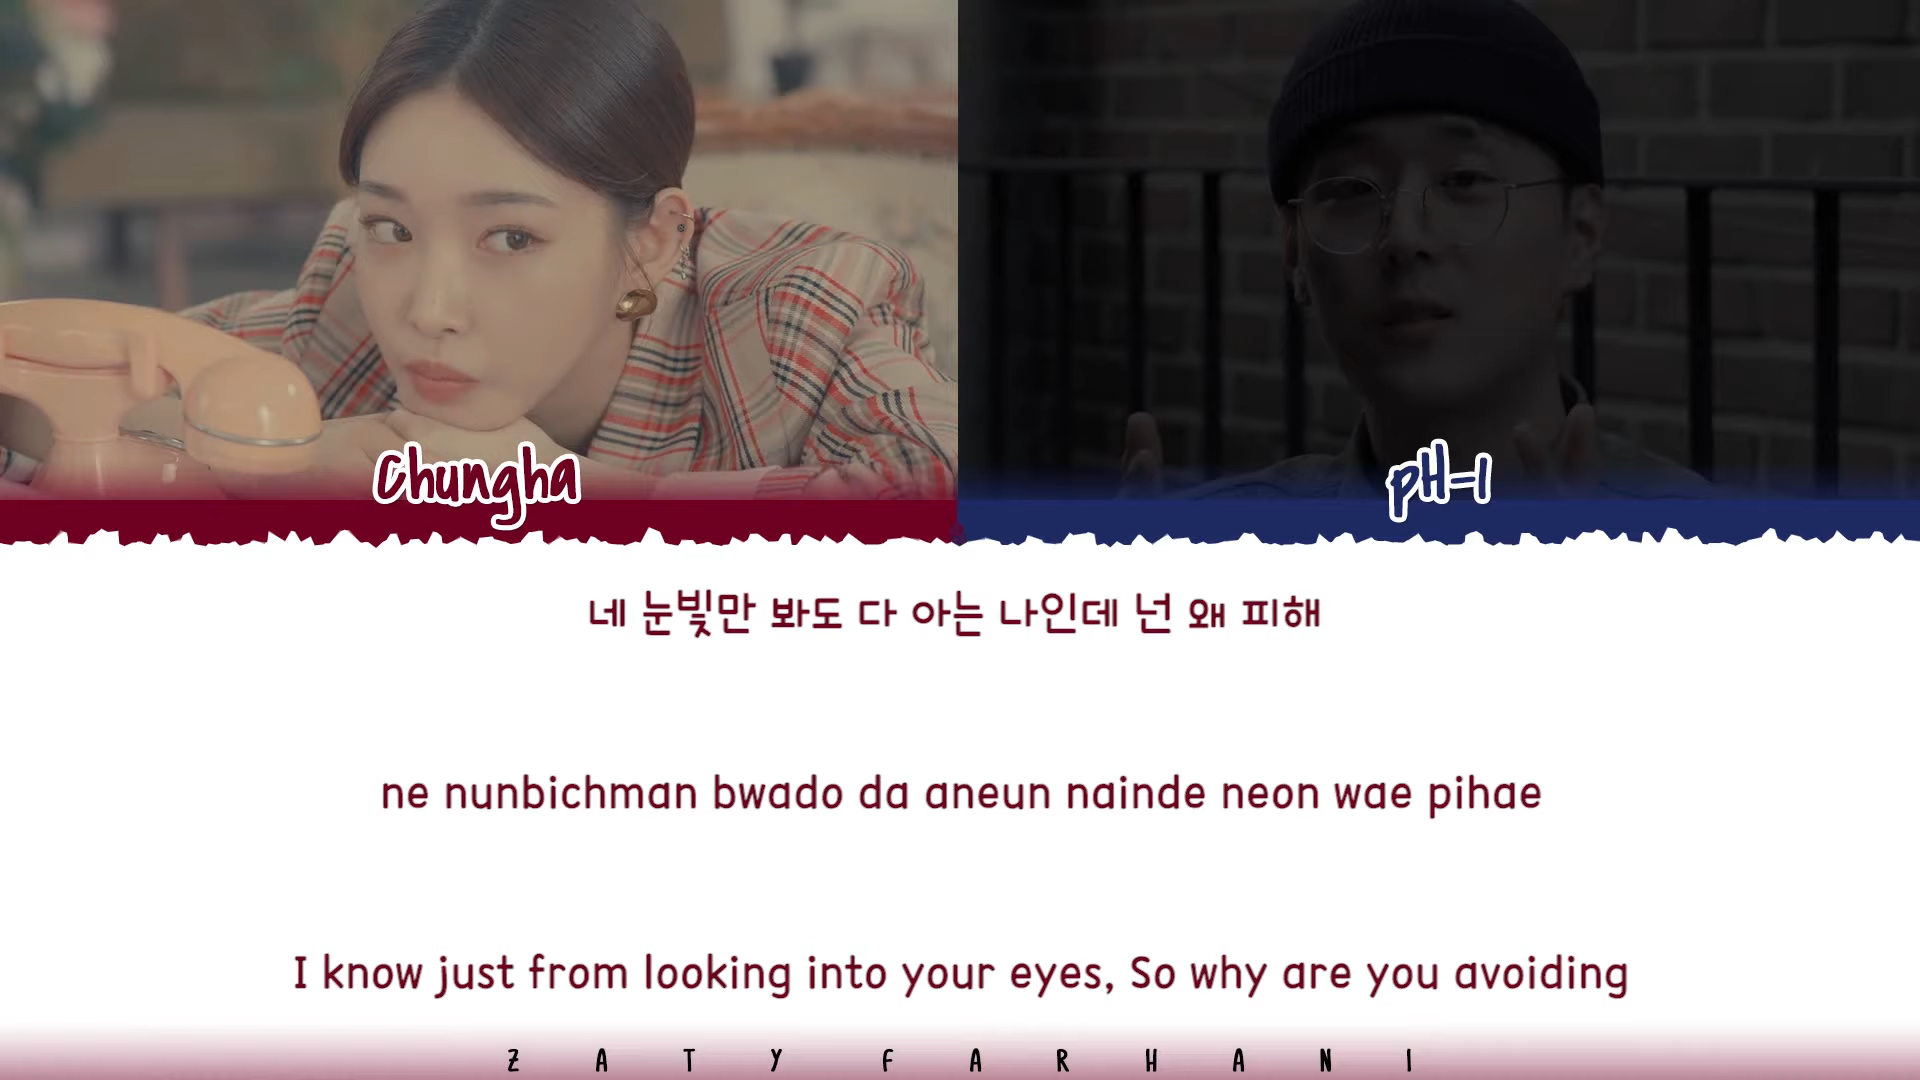 Chungha
pH-1
네 눈빛만 봐도 다 아는 나인데 넌 왜 피해
ne nunbichman bwado da aneun nainde neon wae pihae
I know just from looking into your eyes, So why are you avoiding
ZATY FARHANI